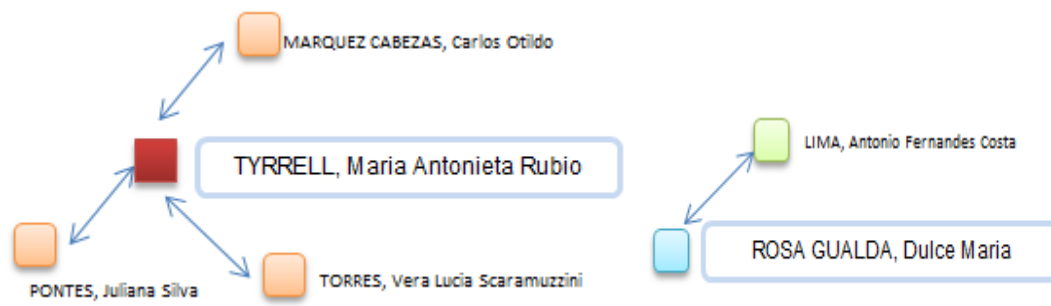 MARQUEZ CABEZAS, Carlos Otildo
TYRRELL, Maria Antonieta Rubio
PONTES, Juliana Silva
TORRES, Vera Lucia Scaramuzzini
LIMA, Antonio Fernandes Costa
ROSA GUALDA, Dulce Maria